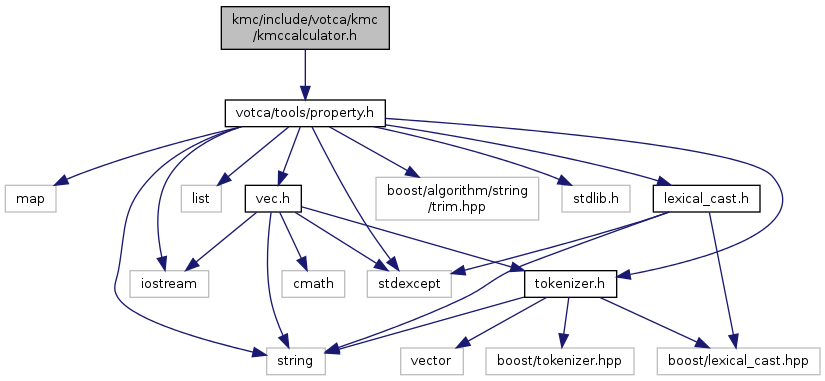 kmc/include/votca/kmc
/kmccalculator.h
votca/tools/property.h
map
list
vec.h
boost/algorithm/string
/trim.hpp
stdlib.h
lexical_cast.h
iostream
cmath
stdexcept
tokenizer.h
string
vector
boost/tokenizer.hpp
boost/lexical_cast.hpp